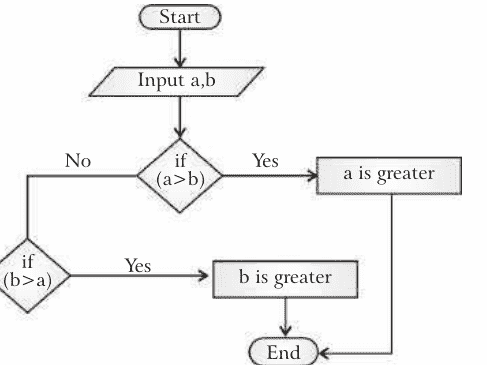 Start
Input a,b
if
(a>b)
No
Yes
a is greater
if
(b>a)
Yes
b is greater
End